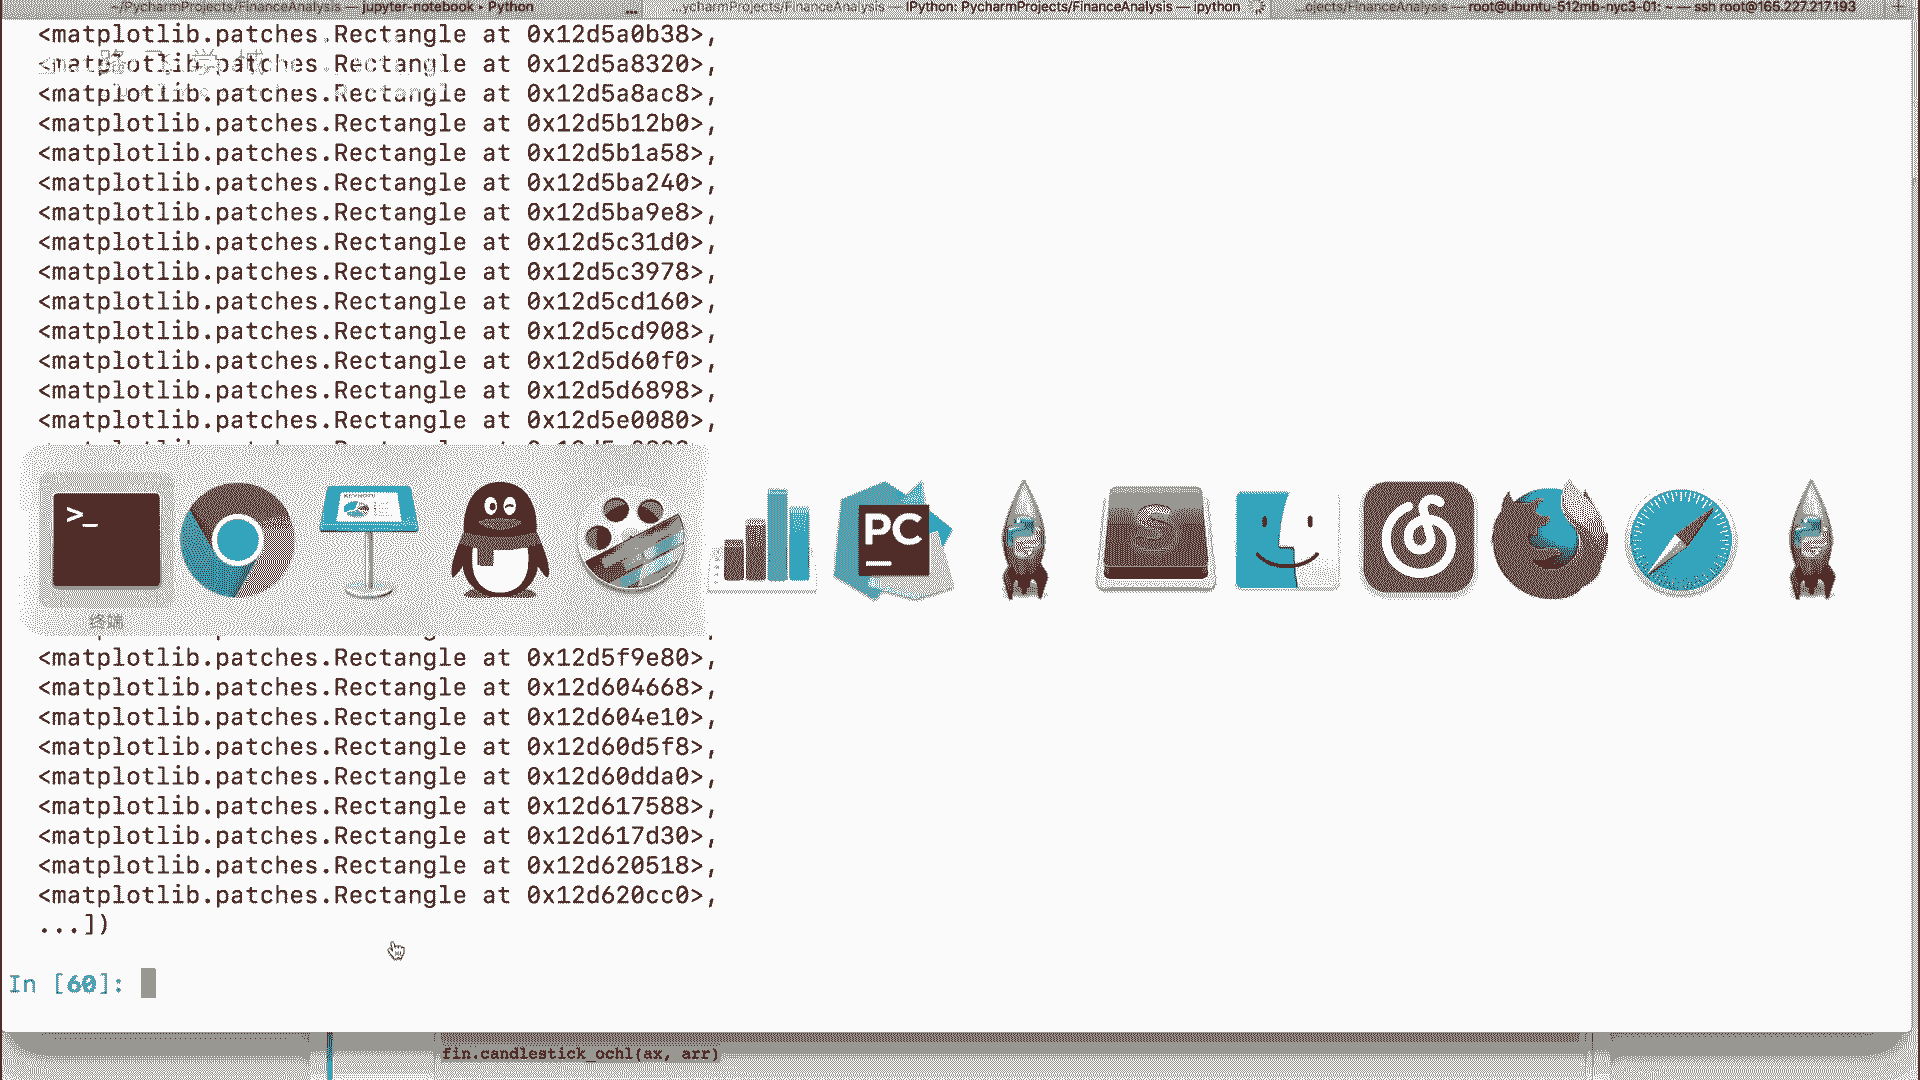 ~/PycharmProjects/FinanceAnalysis — jupyter-notebook ▸ Python
...ycharmProjects/FinanceAnalysis — IPython: PycharmProjects/FinanceAnalysis — ipython
...ojects/FinanceAnalysis — root@ubuntu-512mb-nyc3-01: ~ — ssh root@165.227.217.193
<matplotlib.patches.Rectangle at 0x12d5a0b38>,
<matplotlib.patches.Rectangle at 0x12d5a8320>,
<matplotlib.patches.Rectangle at 0x12d5a8ac8>,
<matplotlib.patches.Rectangle at 0x12d5b12b0>,
<matplotlib.patches.Rectangle at 0x12d5b1a58>,
<matplotlib.patches.Rectangle at 0x12d5ba240>,
<matplotlib.patches.Rectangle at 0x12d5ba9e8>,
<matplotlib.patches.Rectangle at 0x12d5c31d0>,
<matplotlib.patches.Rectangle at 0x12d5c3978>,
<matplotlib.patches.Rectangle at 0x12d5cd160>,
<matplotlib.patches.Rectangle at 0x12d5cd908>,
<matplotlib.patches.Rectangle at 0x12d5d60f0>,
<matplotlib.patches.Rectangle at 0x12d5d6898>,
<matplotlib.patches.Rectangle at 0x12d5e0080>,
>_
KEYNOTE
PC
S
终端
<matplotlib.patches.Rectangle at 0x12d5f9e80>,
<matplotlib.patches.Rectangle at 0x12d604668>,
<matplotlib.patches.Rectangle at 0x12d604e10>,
<matplotlib.patches.Rectangle at 0x12d60d5f8>,
<matplotlib.patches.Rectangle at 0x12d60dda0>,
<matplotlib.patches.Rectangle at 0x12d617588>,
<matplotlib.patches.Rectangle at 0x12d617d30>,
<matplotlib.patches.Rectangle at 0x12d620518>,
<matplotlib.patches.Rectangle at 0x12d620cc0>,
...])
In [60]:
fin.candlestick_ochl(ax, arr)